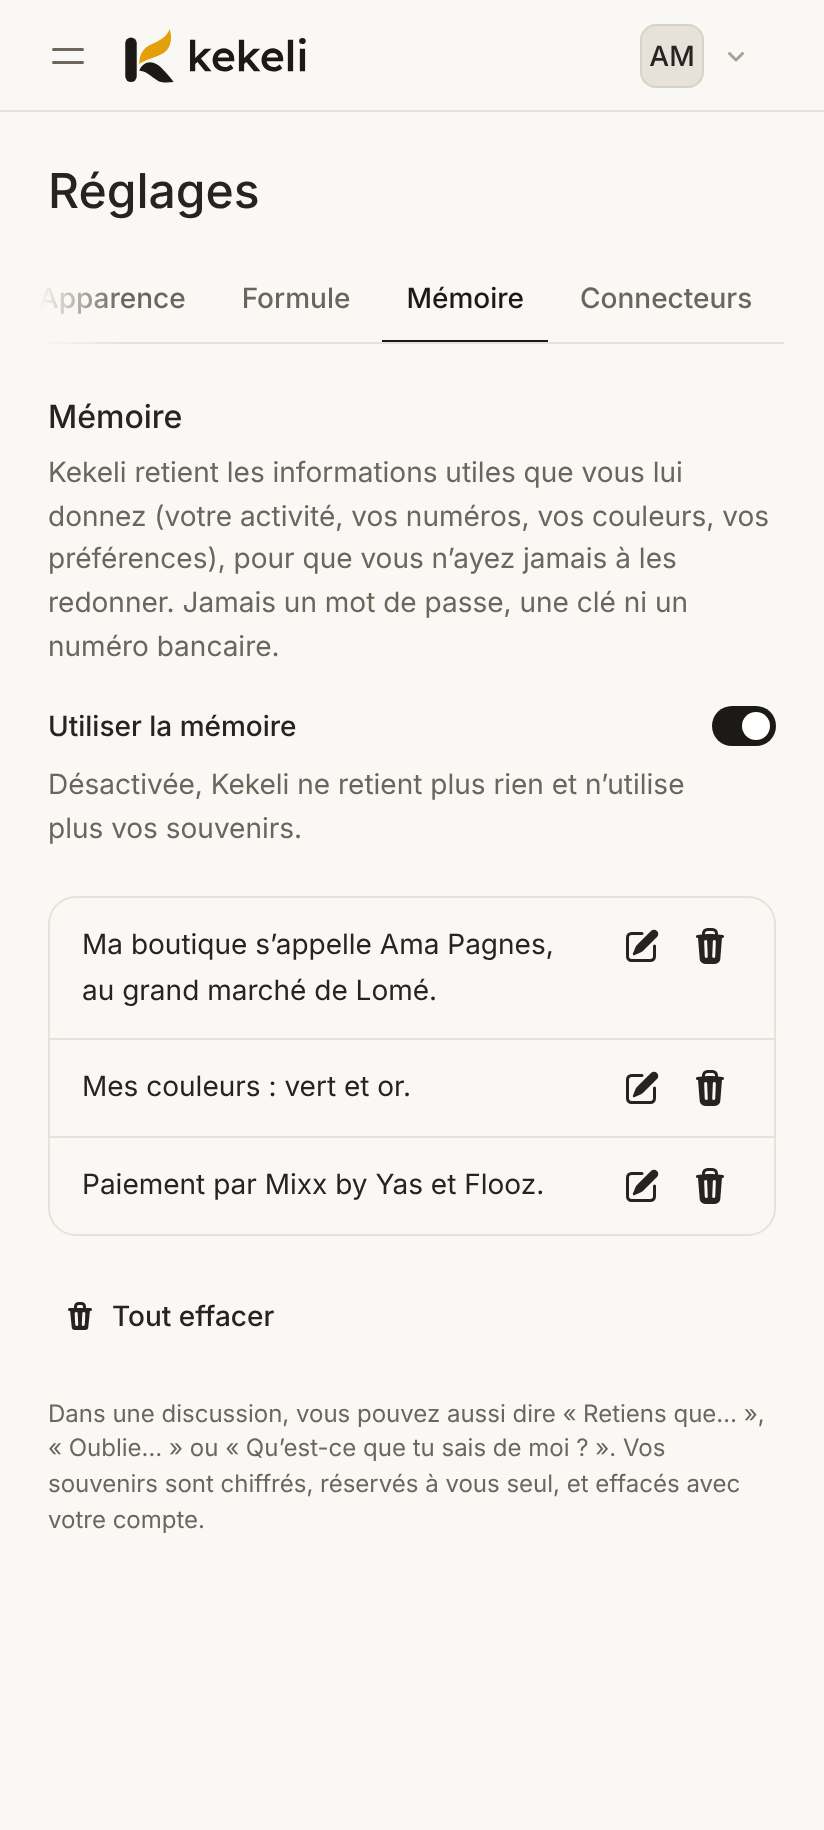 kekeli
AM
Réglages
Apparence Formule Mémoire Connecteurs
Mémoire
Kekeli retient les informations utiles que vous lui
donnez (votre activité, vos numéros, vos couleurs, vos
préférences), pour que vous n’ayez jamais à les
redonner. Jamais un mot de passe, une clé ni un
numéro bancaire.
Utiliser la mémoire
Désactivée, Kekeli ne retient plus rien et n’utilise
plus vos souvenirs.
Ma boutique s’appelle Ama Pagnes,
au grand marché de Lomé.
Mes couleurs : vert et or.
Paiement par Mixx by Yas et Flooz.
Tout effacer
Dans une discussion, vous pouvez aussi dire « Retiens que... »,
« Oublie... » ou « Qu’est-ce que tu sais de moi ? ». Vos
souvenirs sont chiffrés, réservés à vous seul, et effacés avec
votre compte.